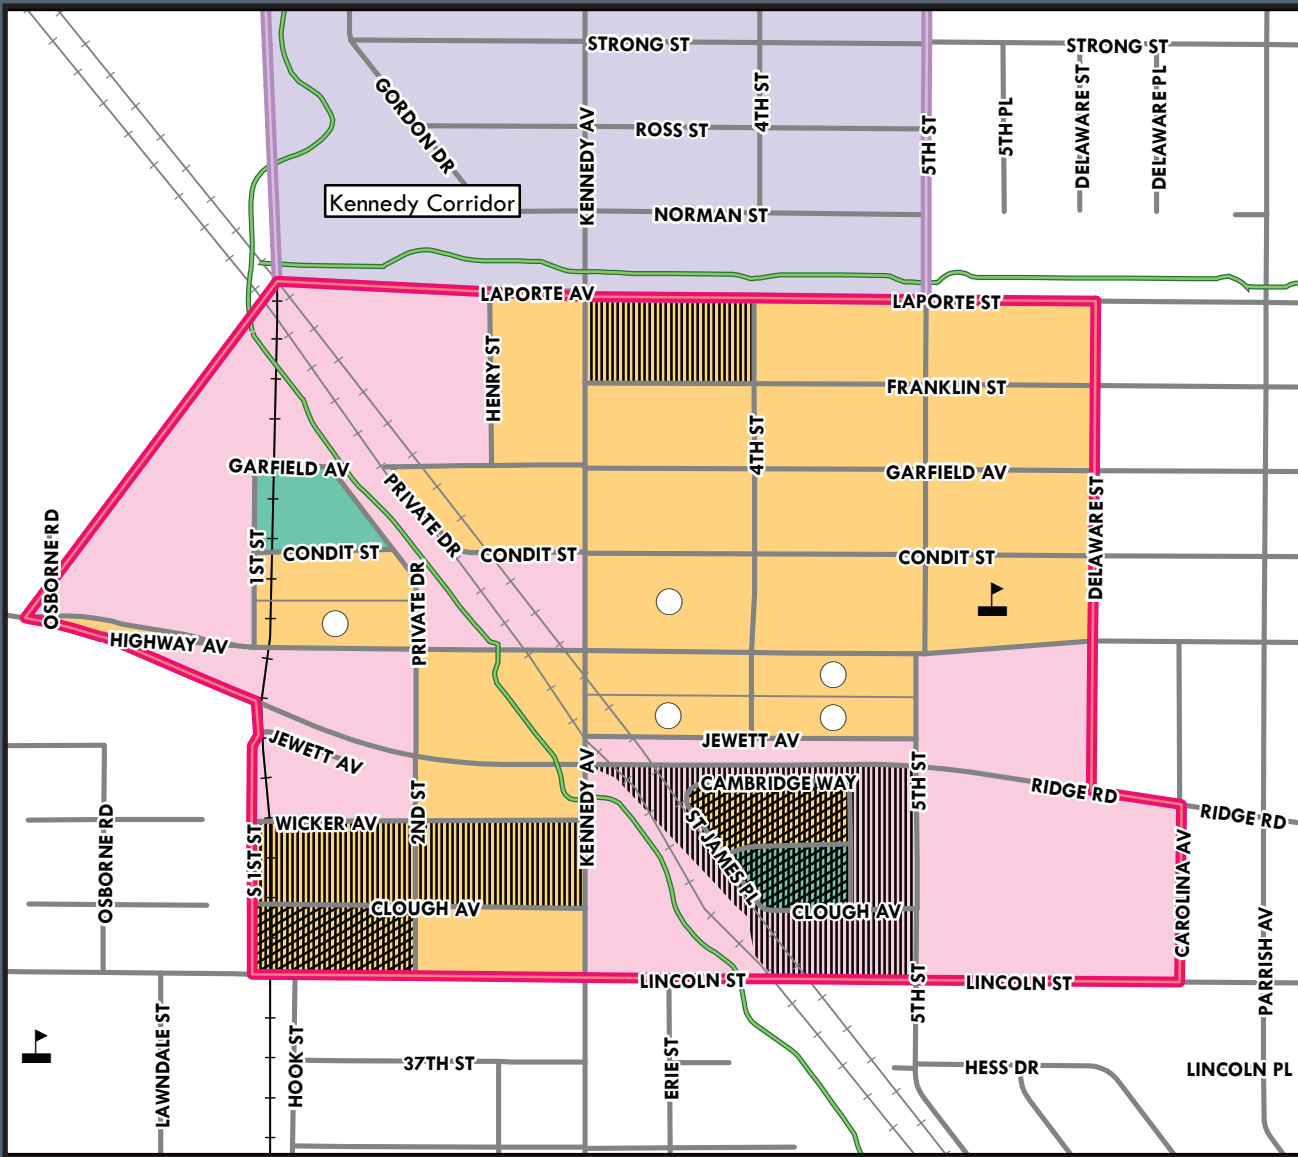 STRONG ST
STRONG ST
GORDON DR
KENNEDY AV
4TH ST
5TH ST
5TH PL
DELAWARE ST
DELAWARE PL
ROSS ST
Kennedy Corridor
NORMAN ST
LAPORTE AV
LAPORTE ST
HENRY ST
FRANKLIN ST
4TH ST
GARFIELD AV
GARFIELD AV
PRIVATE DR
OSBORNE RD
1ST ST
CONDIT ST
CONDIT ST
CONDIT ST
DELAWARE ST
PRIVATE DR
HIGHWAY AV
JEWETT AV
JEWETT AV
KENNEDY AV
5TH ST
CAMBRIDGE WAY
RIDGE RD
RIDGE RD
2ND ST
WICKER AV
OSBORNE RD
S 1ST ST
ST JAMES PL
CAROLINA AV
CLOUGH AV
CLOUGH AV
PARRISH AV
LINCOLN ST
LINCOLN ST
5TH ST
LAWNDALE ST
HOOK ST
37TH ST
ERIE ST
HESS DR
LINCOLN PL